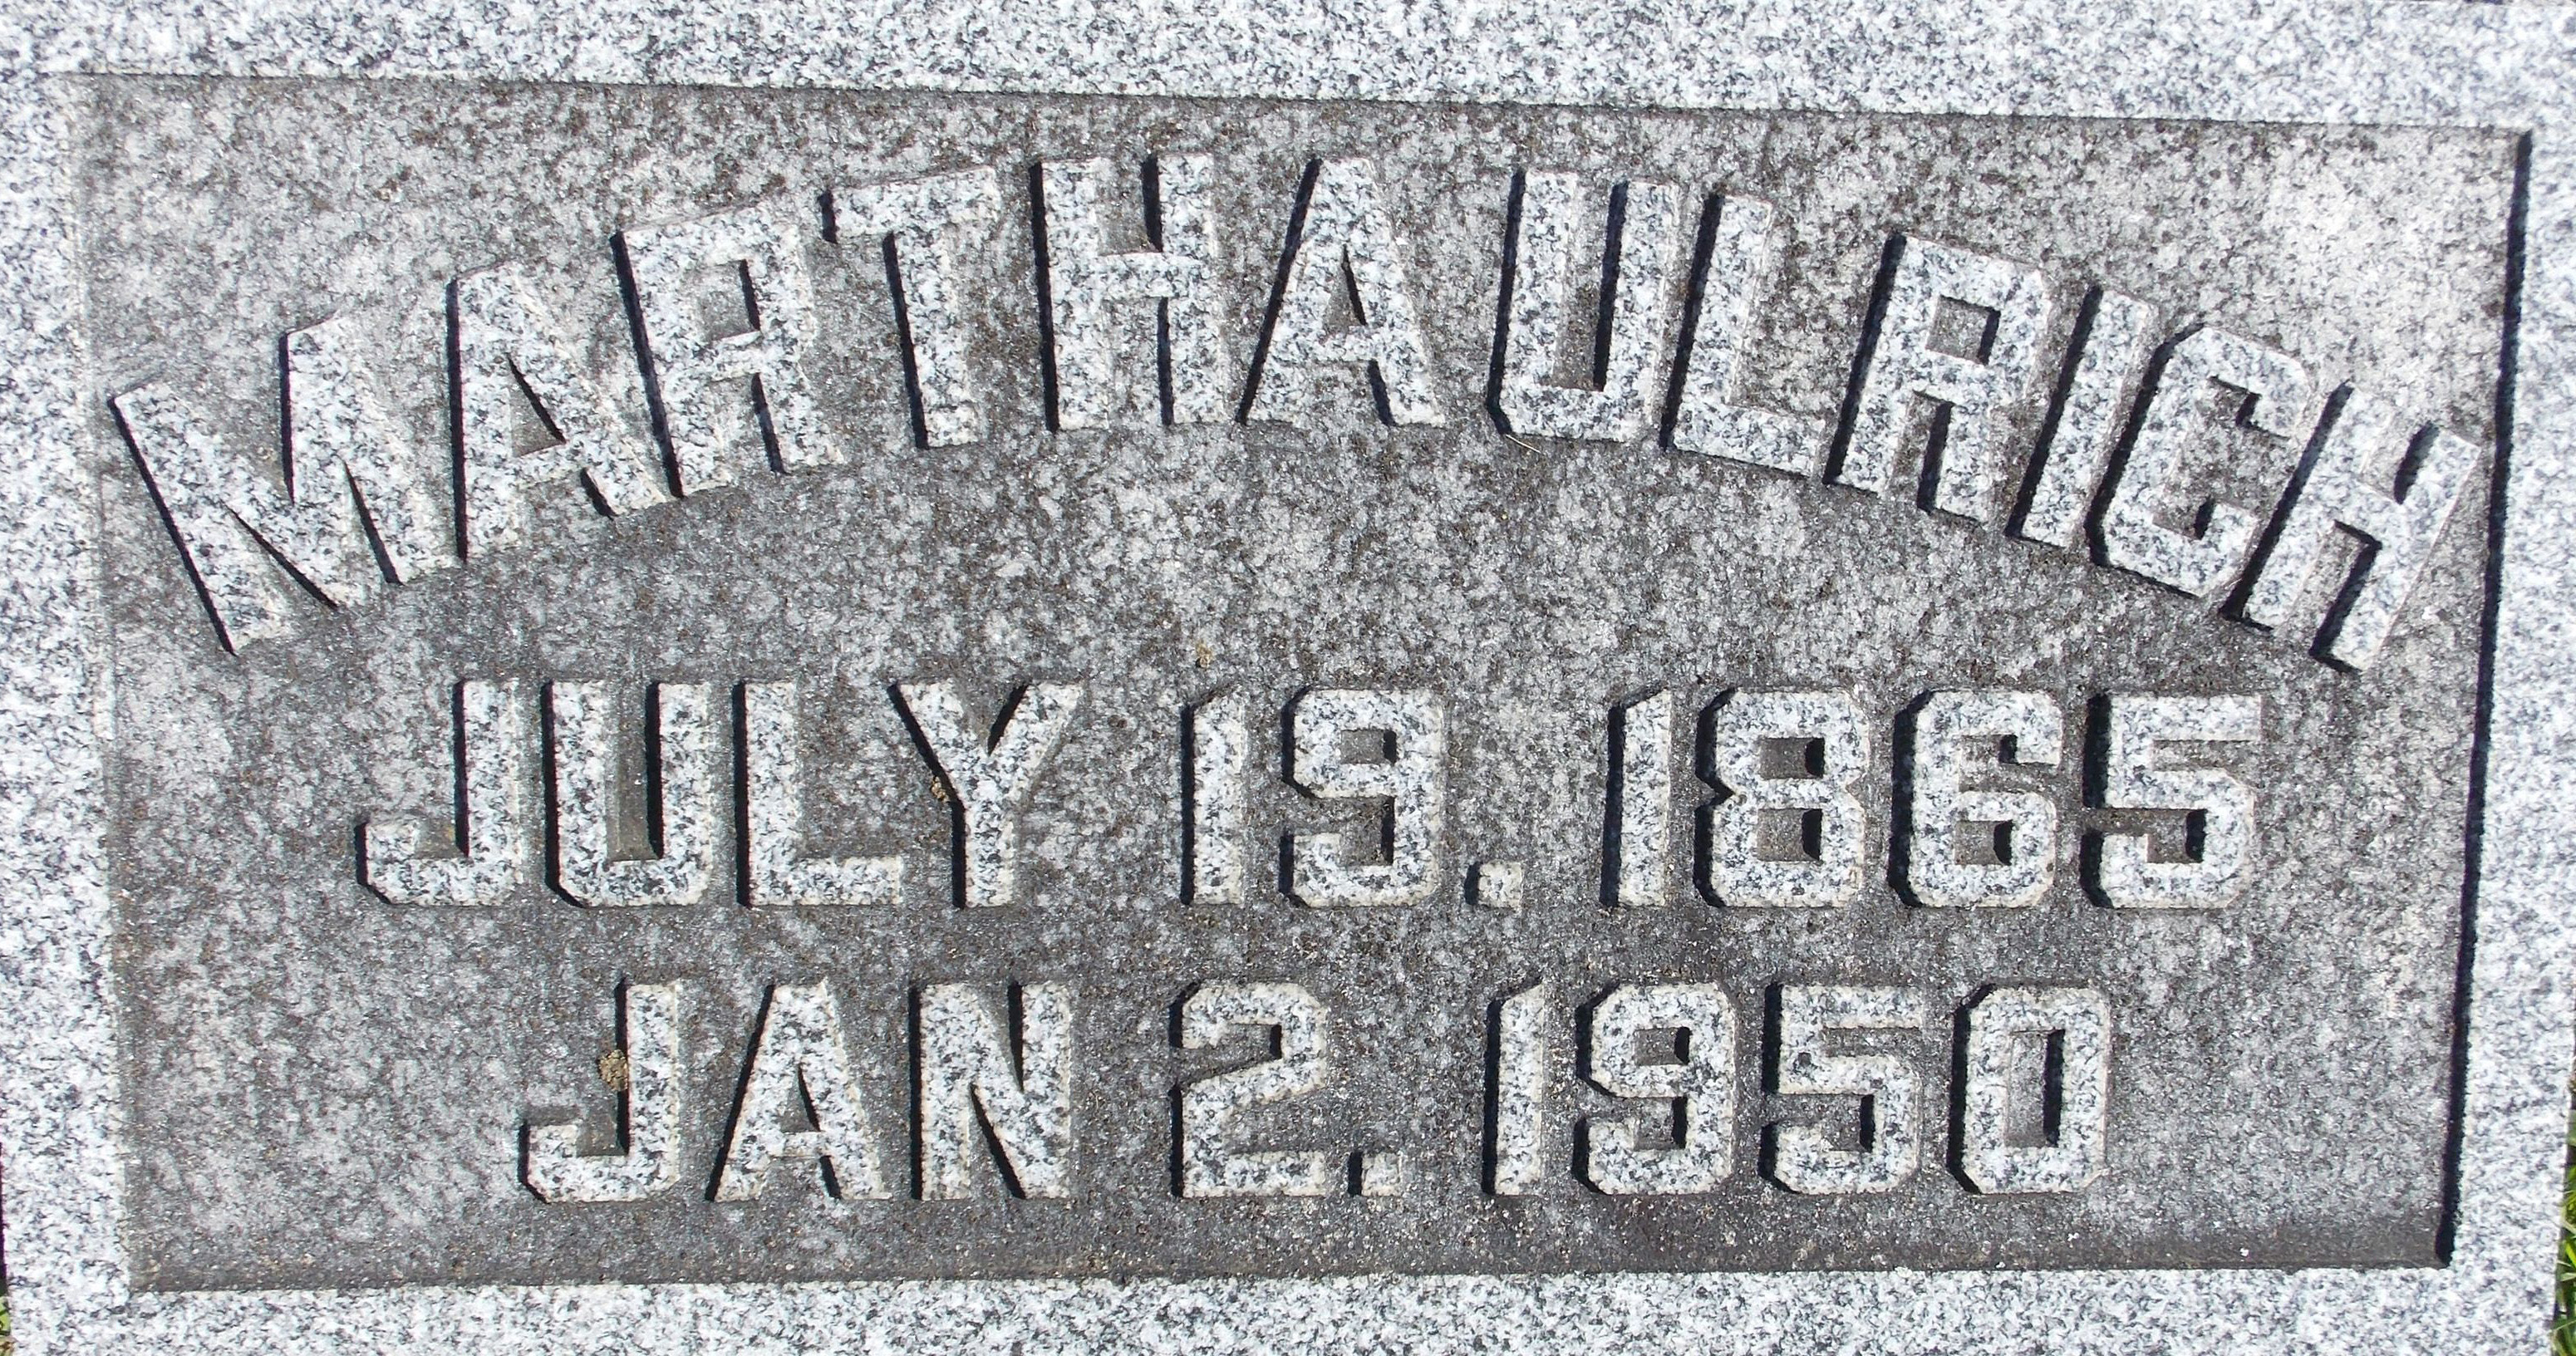 MARTHA ULRICH
JULY 19. 1865
JAN 2. 1950